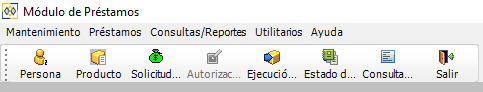 Módulo de Préstamos
Mantenimiento Préstamos Consultas/Reportes Utilitarios Ayuda
Persona Producto Solicitud... Autorizac... Ejecució... Estado d... Consulta... Salir